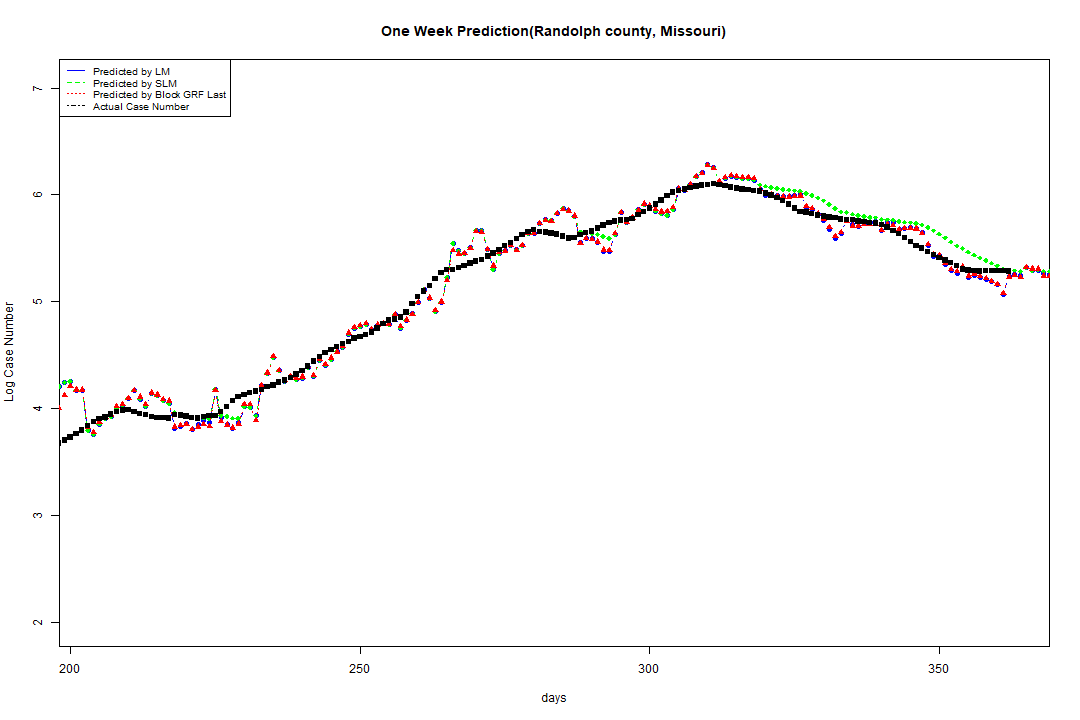 One Week Prediction(Randolph county, Missouri)
Predicted by LM
Predicted by SLM
Predicted by Block GRF Last
Actual Case Number
7
6
5
4
3
2
Log Case Number
200
250
300
350
days